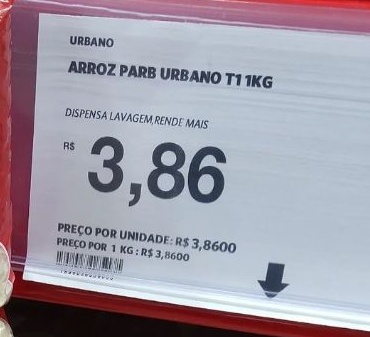 URBANO
ARROZ PARB URBANO T1 1KG
DISPENSA LAVAGEM,RENDE MAIS
R$ 3,86
PREÇO POR UNIDADE: R$ 3,8600
PREÇO POR 1 KG : R$ 3,8600